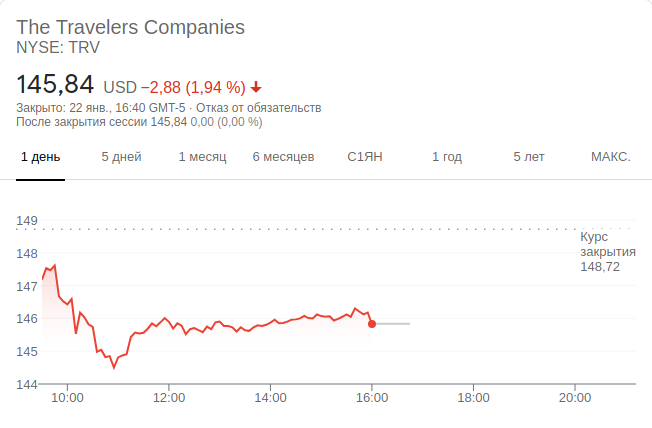 The Travelers Companies
NYSE: TRV
145,84 USD −2,88 (1,94 %)
Закрыто: 22 янв., 16:40 GMT-5 · Отказ от обязательств
После закрытия сессии 145,84 0,00 (0,00 %)
1 день 5 дней 1 месяц 6 месяцев С1ЯН 1 год 5 лет МАКС.
149
Курс
закрытия
148,72
148
147
146
145
144
10:00 12:00 14:00 16:00 18:00 20:00